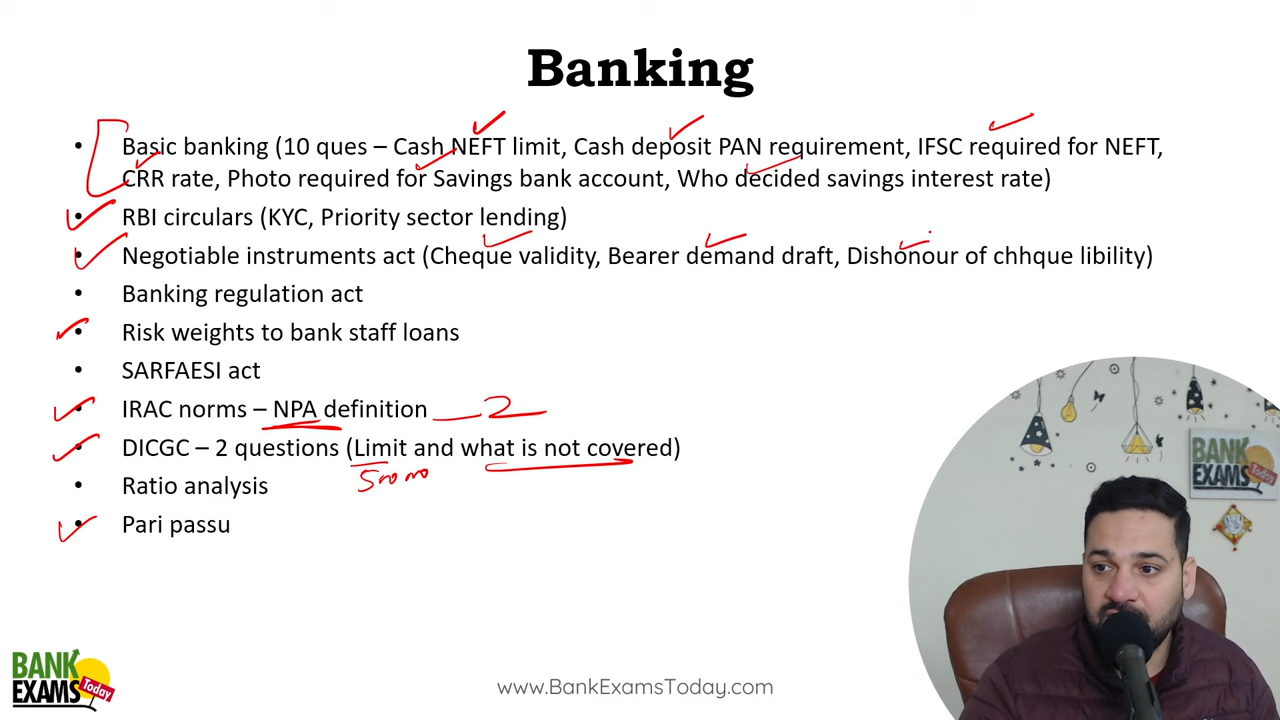 Banking
• Basic banking (10 ques – Cash NEFT limit, Cash deposit PAN requirement, IFSC required for NEFT,
CRR rate, Photo required for Savings bank account, Who decided savings interest rate)
• RBI circulars (KYC, Priority sector lending)
• Negotiable instruments act (Cheque validity, Bearer demand draft, Dishonour of chhque libility)
• Banking regulation act
• Risk weights to bank staff loans
• SARFAESI act
• IRAC norms – NPA definition 2
• DICGC – 2 questions (Limit and what is not covered)
• Ratio analysis
• Pari passu
BANK
EXAMS
Today
BANK
EXAMS
Today
www.BankExamsToday.com